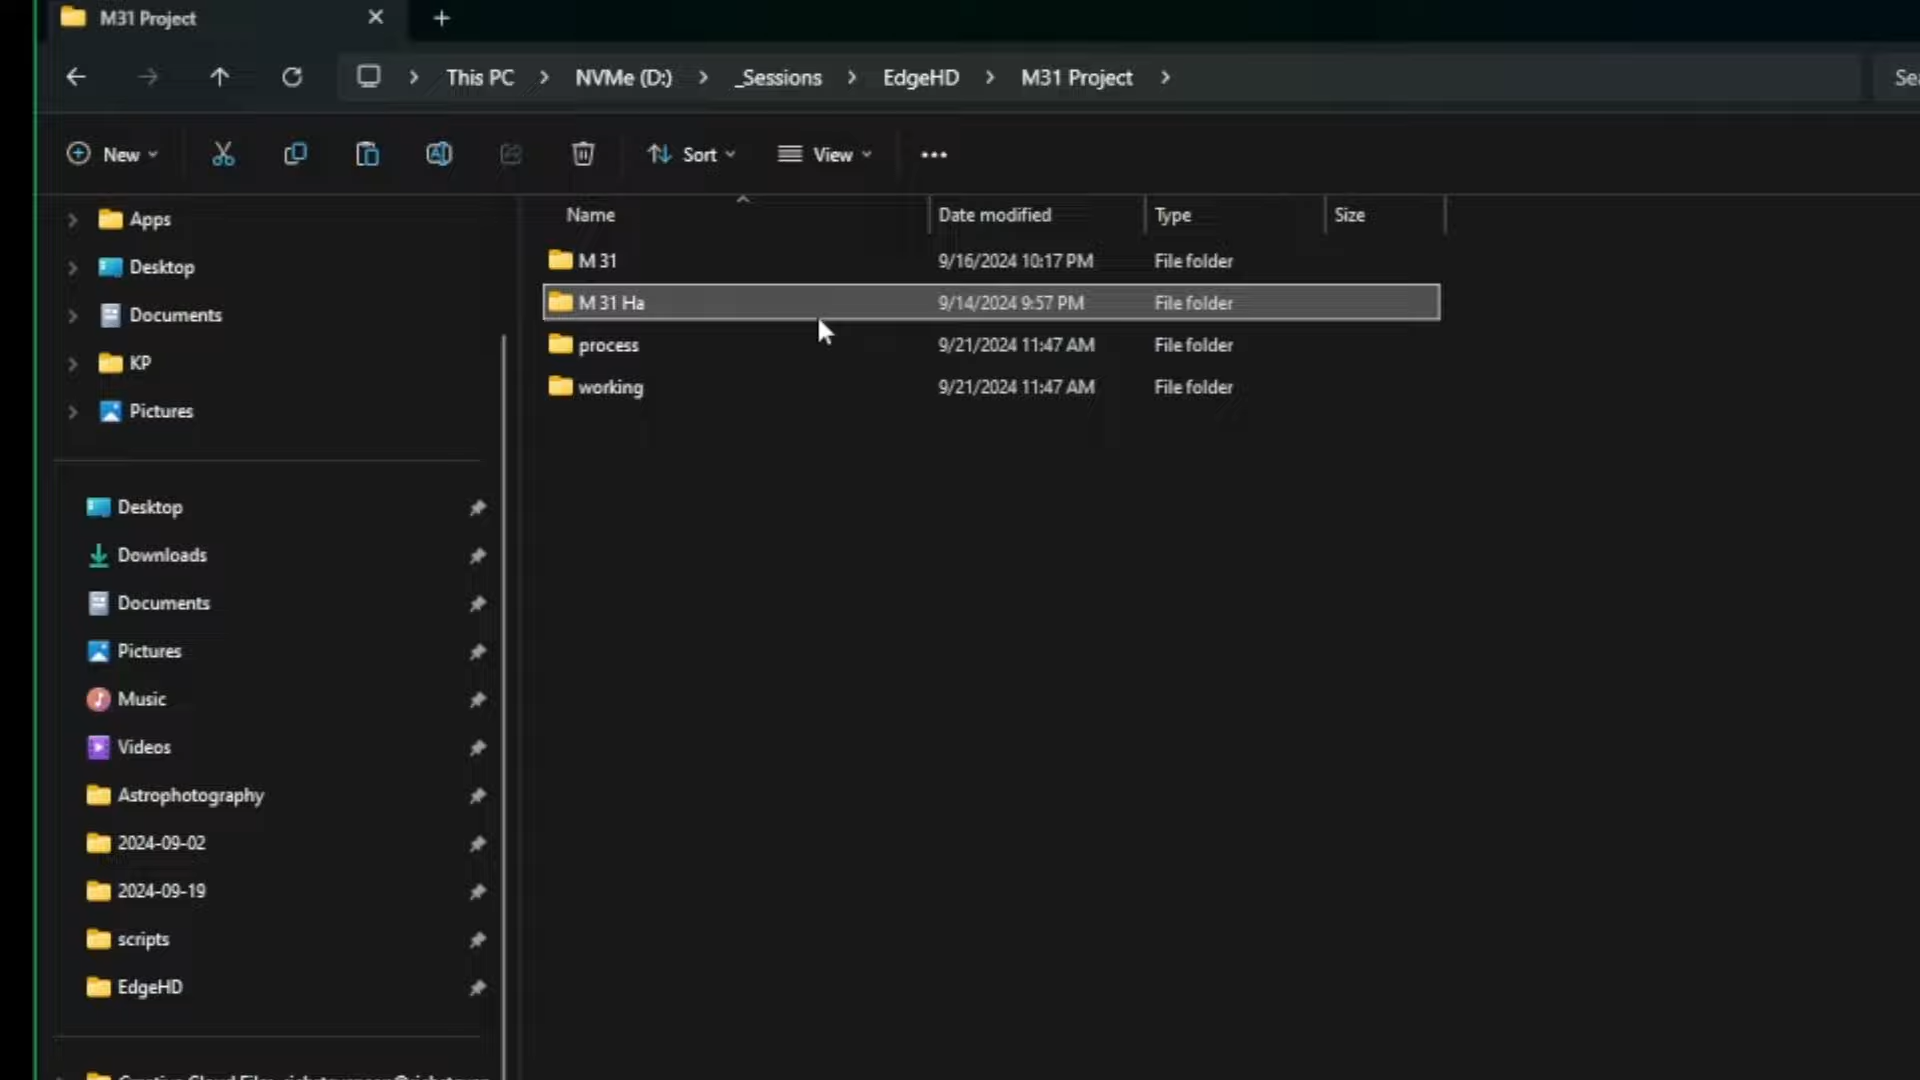 M31 Project
This PC > NVMe (D:) > _Sessions > EdgeHD > M31 Project >
New
Sort
View
Name
Date modified
Type
Size
M 31 9/16/2024 10:17 PM File folder
M 31 Ha 9/14/2024 9:57 PM File folder
process 9/21/2024 11:47 AM File folder
working 9/21/2024 11:47 AM File folder
Apps
Desktop
Documents
KP
Pictures
Desktop
Downloads
Documents
Pictures
Music
Videos
Astrophotography
2024-09-02
2024-09-19
scripts
EdgeHD
Creative Cloud Files